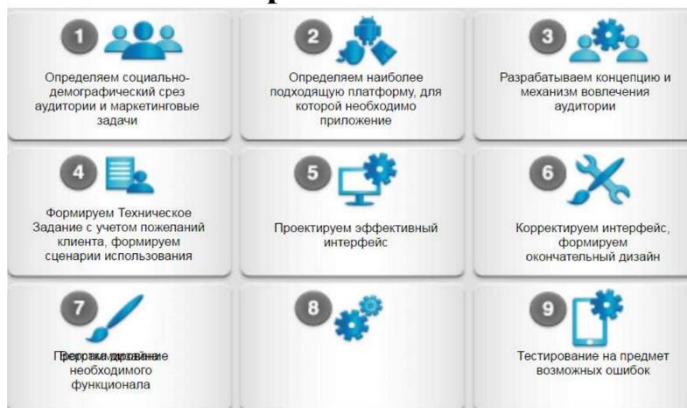 1
Определяем социально-
демографический срез
аудитории и маркетинговые
задачи
2
Определяем наиболее
подходящую платформу, для
которой необходимо
приложение
3
Разрабатываем концепцию и
механизм вовлечения
аудитории
4
Формируем Техническое
Задание с учетом пожеланий
клиента, формируем
сценарии использования
5
Проектируем эффективный
интерфейс
6
Корректируем интерфейс,
формируем
окончательный дизайн
7
необходимого
функционала
8
9
Тестирование на предмет
возможных ошибок